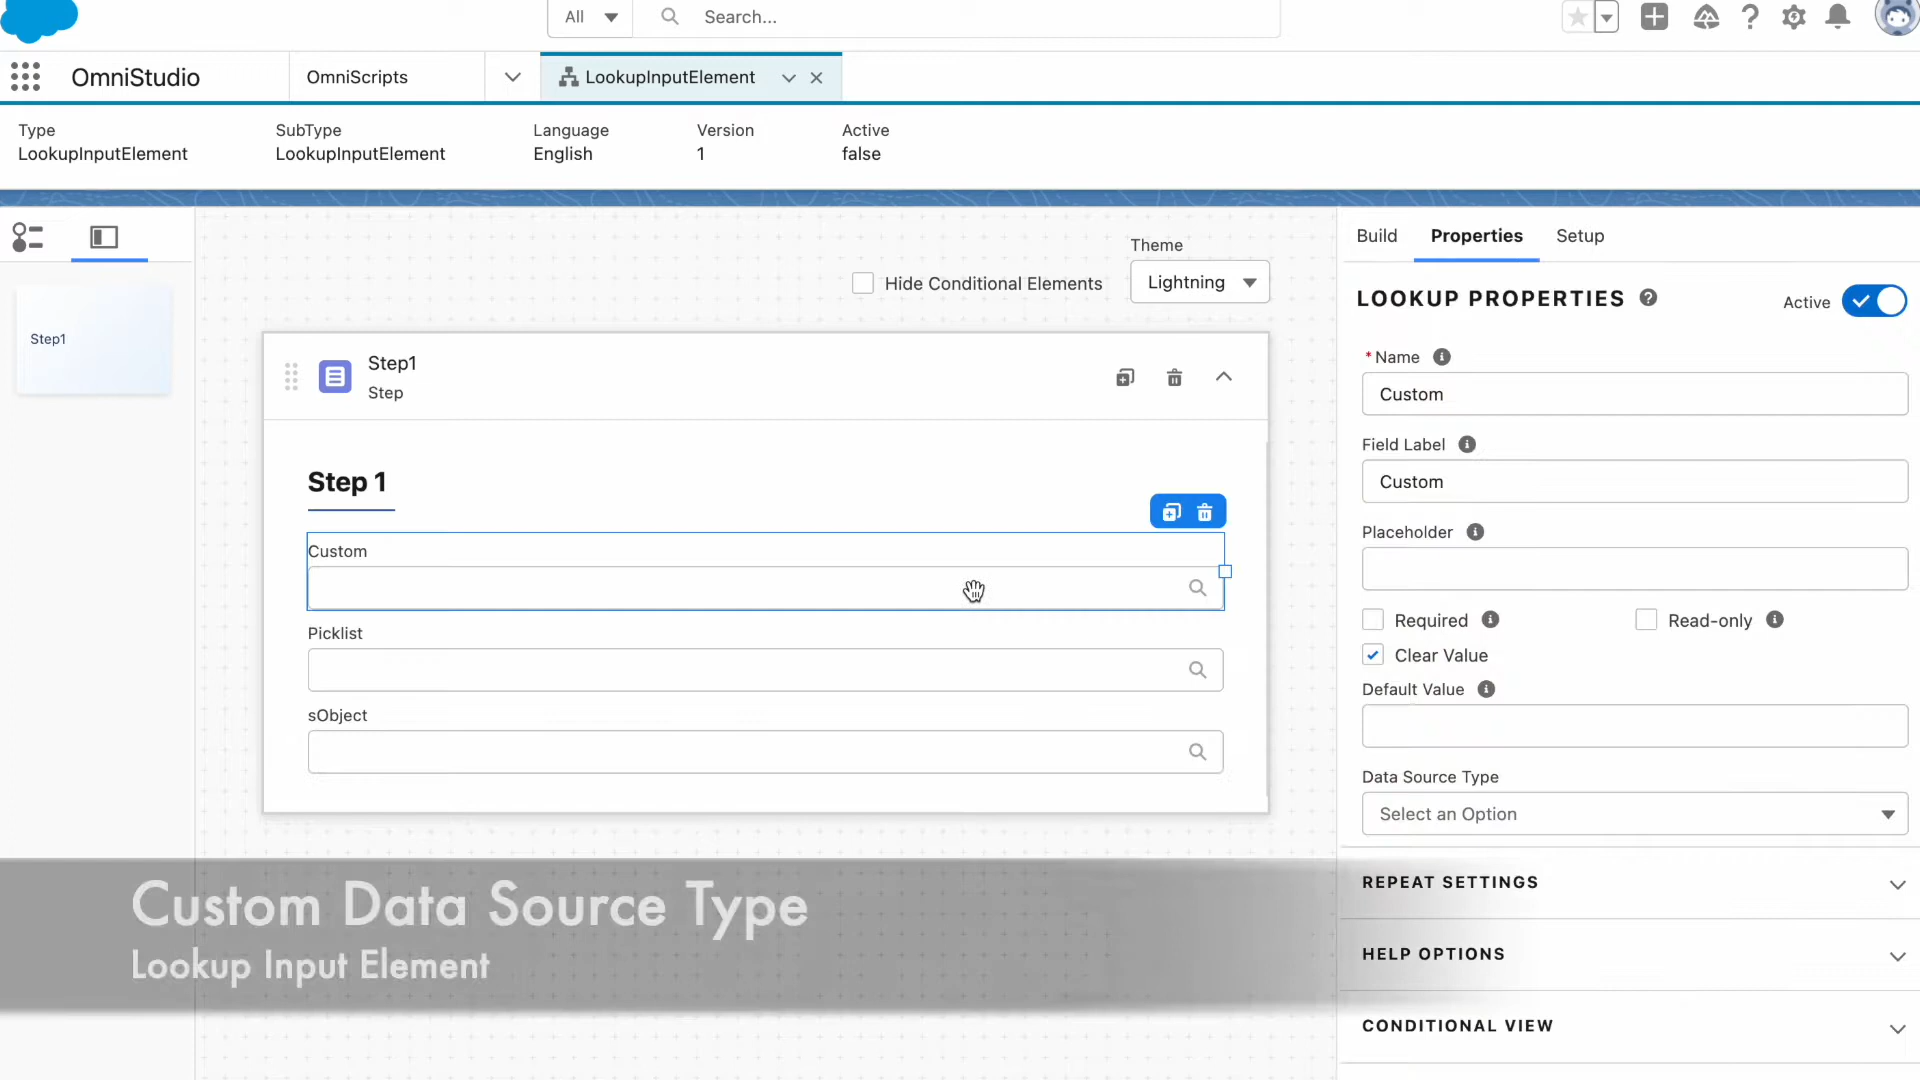 All
Search...
OmniStudio
OmniScripts
LookupInputElement
Type
LookupInputElement
SubType
LookupInputElement
Language
English
Version
1
Active
false
Step1
Hide Conditional Elements
Theme
Lightning
Step1
Step
Step 1
Custom
Picklist
sObject
Build
Properties
Setup
LOOKUP PROPERTIES
Active
* Name
Custom
Field Label
Custom
Placeholder
Required
Read-only
Clear Value
Default Value
Data Source Type
Select an Option
REPEAT SETTINGS
HELP OPTIONS
CONDITIONAL VIEW
Custom Data Source Type
Lookup Input Element